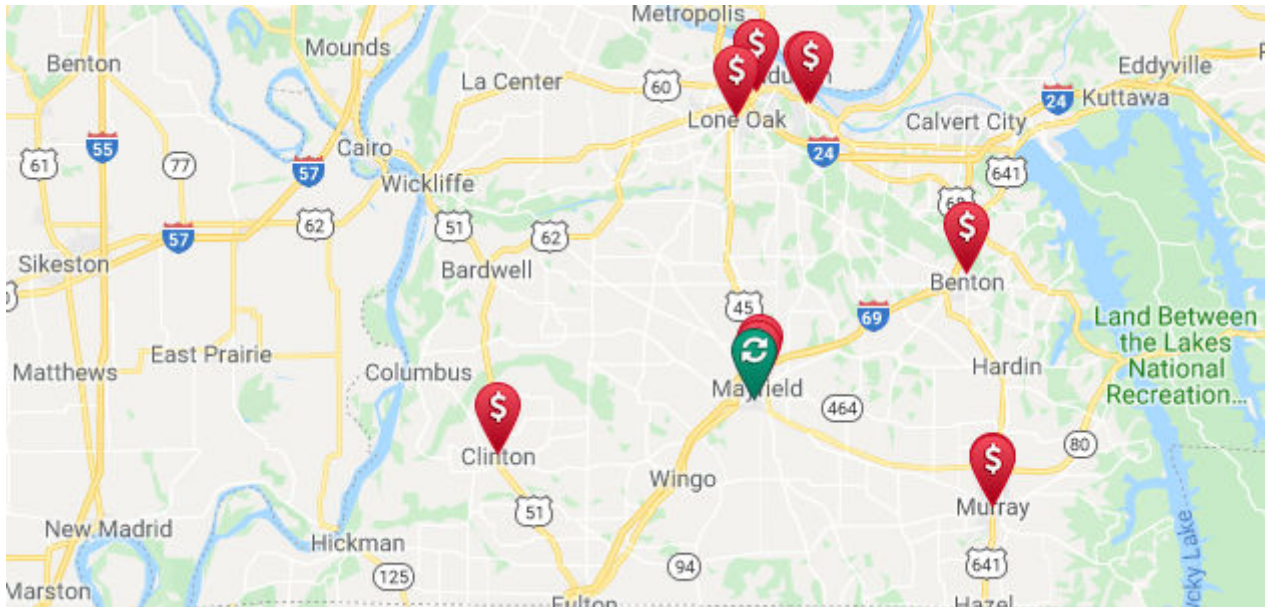 Metropolis
Mounds
Benton
La Center
60
Eddyville
24
Kuttawa
Lone Oak
Calvert City
55
61
77
Cairo
57
24
641
Wickliffe
68
62
51
62
57
Sikeston
Bardwell
Benton
45
69
Land Between
the Lakes
National
Recreation...
East Prairie
Matthews
Columbus
Hardin
Mayfield
464
80
Clinton
Wingo
51
Murray
New Madrid
Hickman
94
641
125
Marston
Fulton
Hazel
$
$
$
$
$
$